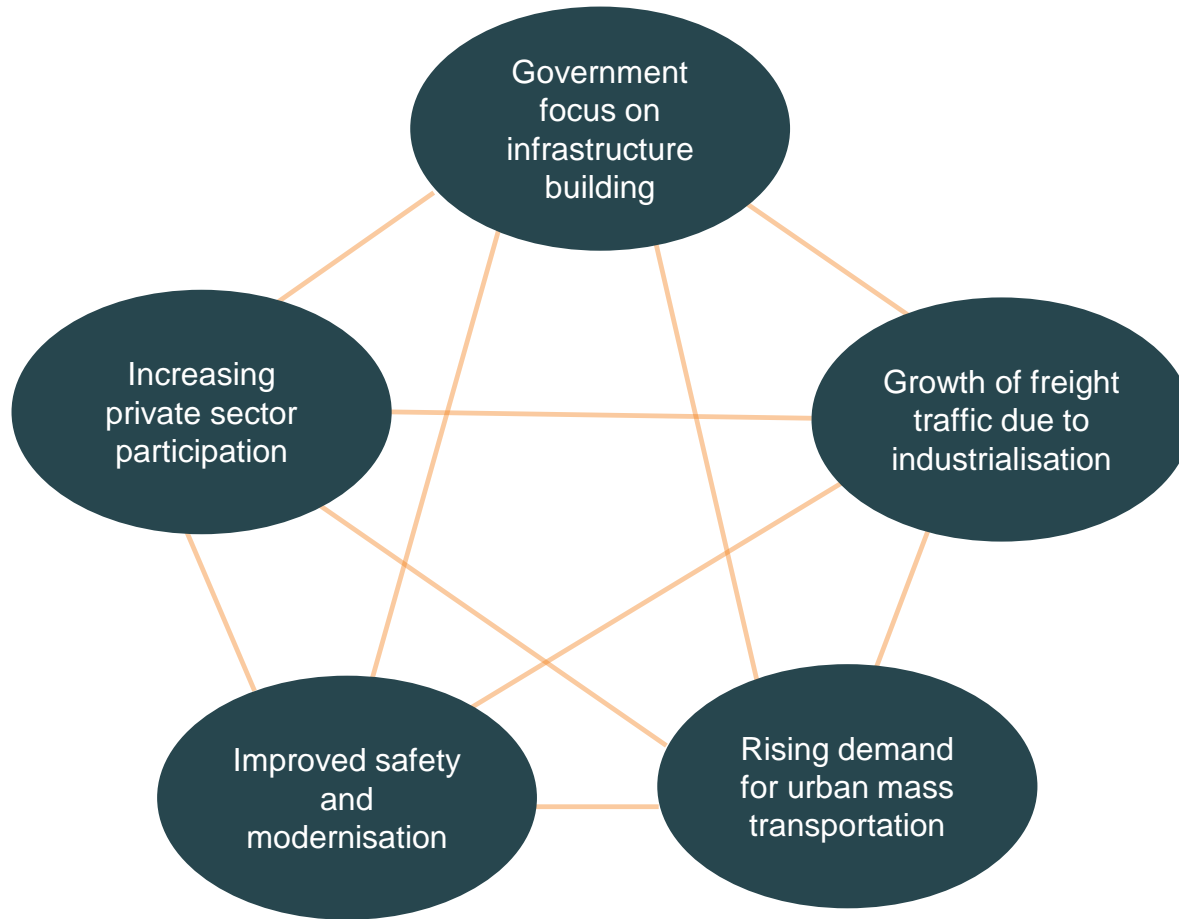 Government
focus on
infrastructure
building
Increasing
private sector
participation
Growth of freight
traffic due to
industrialisation
Improved safety
and
modernisation
Rising demand
for urban mass
transportation